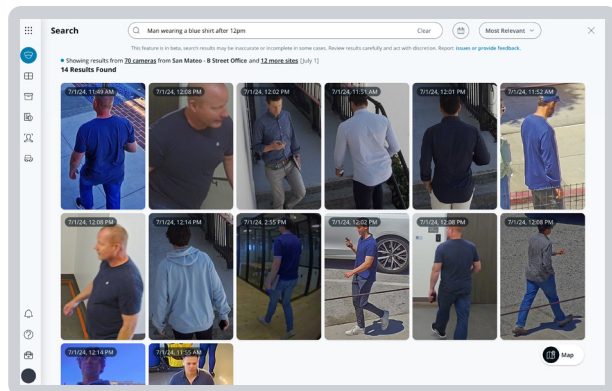 Search
Man wearing a blue shirt after 12pm
Clear
Most Relevant
This feature is in beta, search results may be inaccurate or incomplete in some cases. Review results carefully and act with discretion. Report issues or provide feedback.
Showing results from 70 cameras from San Mateo - B Street Office and 12 more sites [July 1]
14 Results Found
7/1/24, 11:49 AM
7/1/24, 12:08 PM
7/1/24, 12:02 PM
7/1/24, 11:51 AM
7/1/24, 12:01 PM
7/1/24, 11:52 AM
7/1/24, 12:08 PM
7/1/24, 12:14 PM
7/1/24, 2:55 PM
7/1/24, 12:02 PM
7/1/24, 12:08 PM
7/1/24, 12:08 PM
7/1/24, 12:14 PM
7/1/24, 11:55 AM
Map